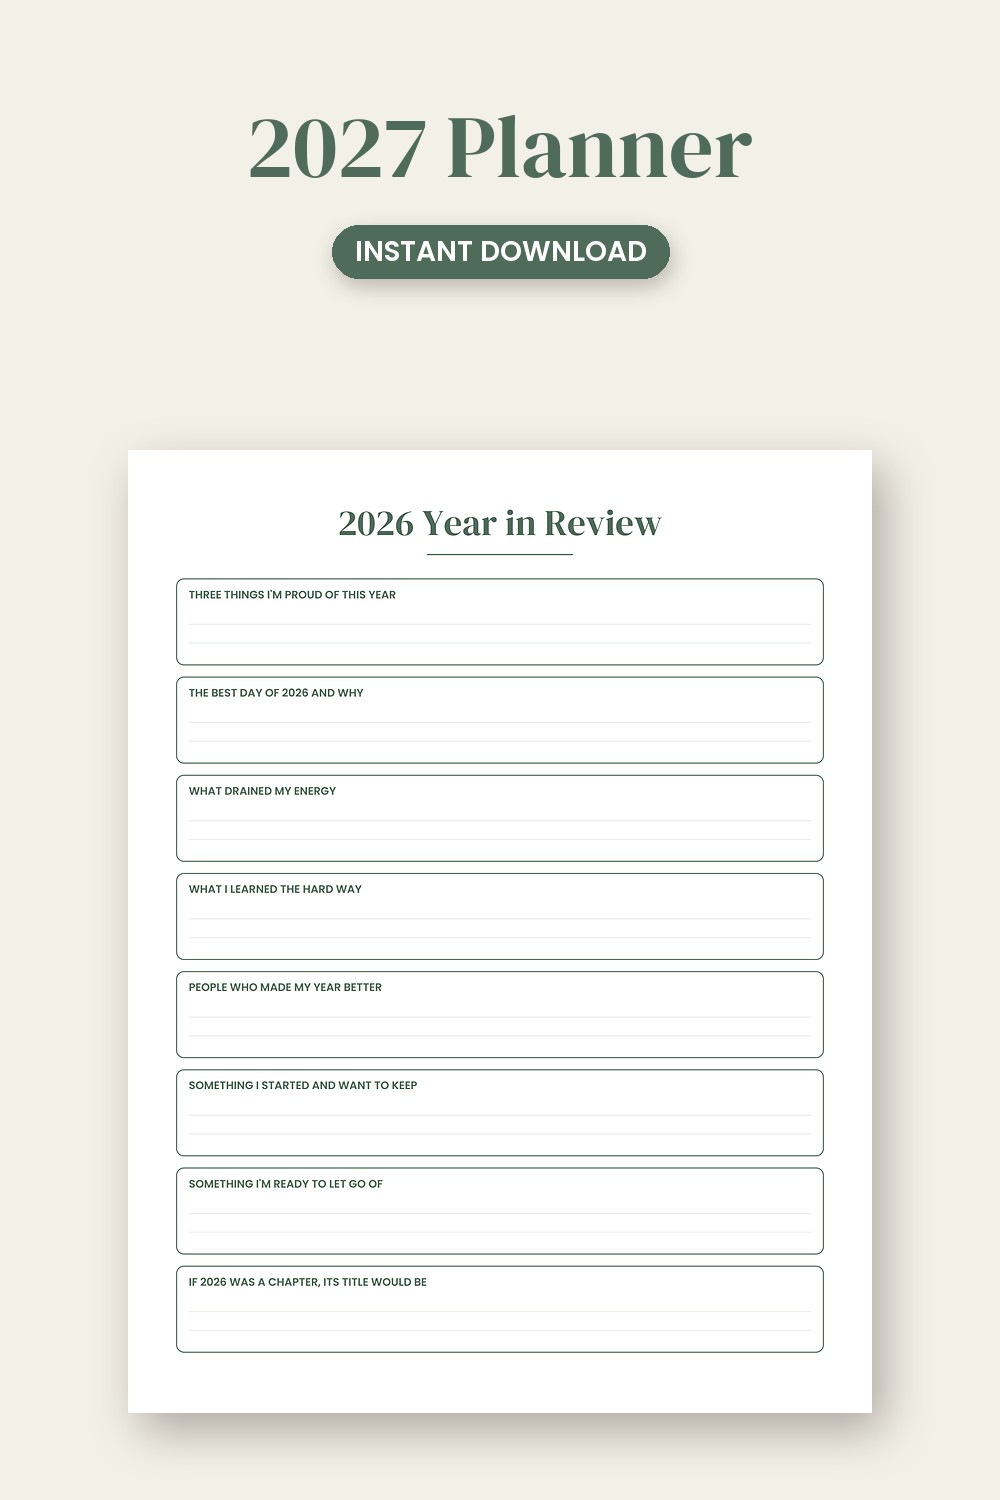 2027 Planner
INSTANT DOWNLOAD
2026 Year in Review
THREE THINGS I'M PROUD OF THIS YEAR
THE BEST DAY OF 2026 AND WHY
WHAT DRAINED MY ENERGY
WHAT I LEARNED THE HARD WAY
PEOPLE WHO MADE MY YEAR BETTER
SOMETHING I STARTED AND WANT TO KEEP
SOMETHING I'M READY TO LET GO OF
IF 2026 WAS A CHAPTER, ITS TITLE WOULD BE